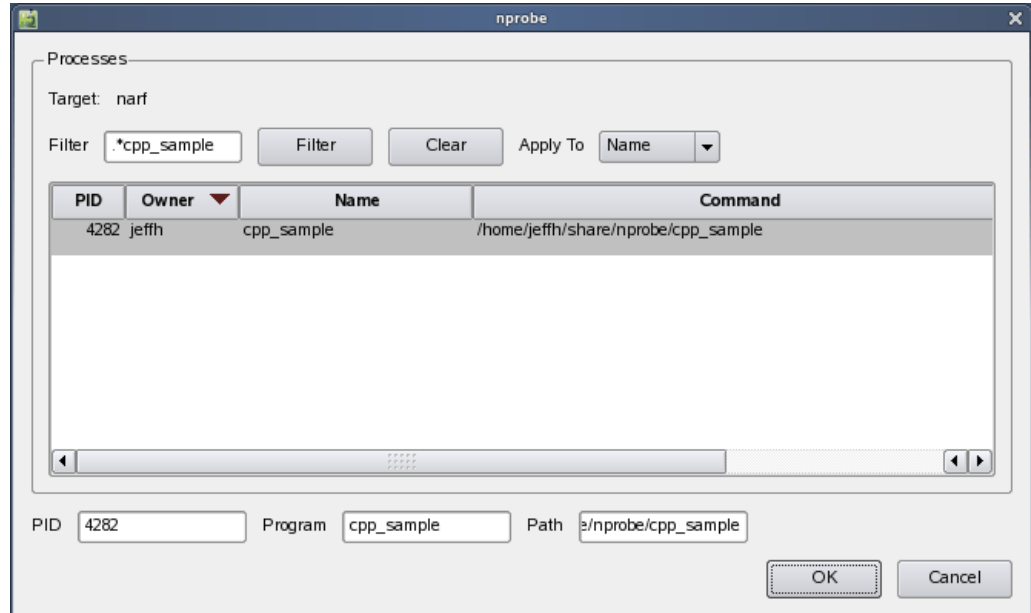 nprobe
Processes
Target: narf
Filter .*cpp_sample Filter Clear Apply To Name
PID Owner Name Command
4282 jeffh cpp_sample /home/jeffh/share/nprobe/cpp_sample
PID 4282 Program cpp_sample Path e/nprobe/cpp_sample
OK Cancel